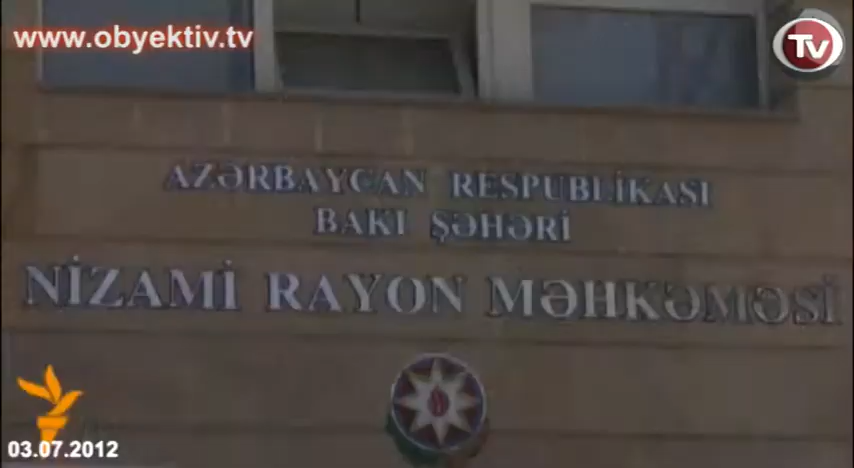 www.obyektiv.tv
TV
AZƏRBAYCAN RESPUBLİKASI
BAKI ŞƏHƏRİ
NİZAMİ RAYON MƏHKƏMƏSİ
03.07.2012